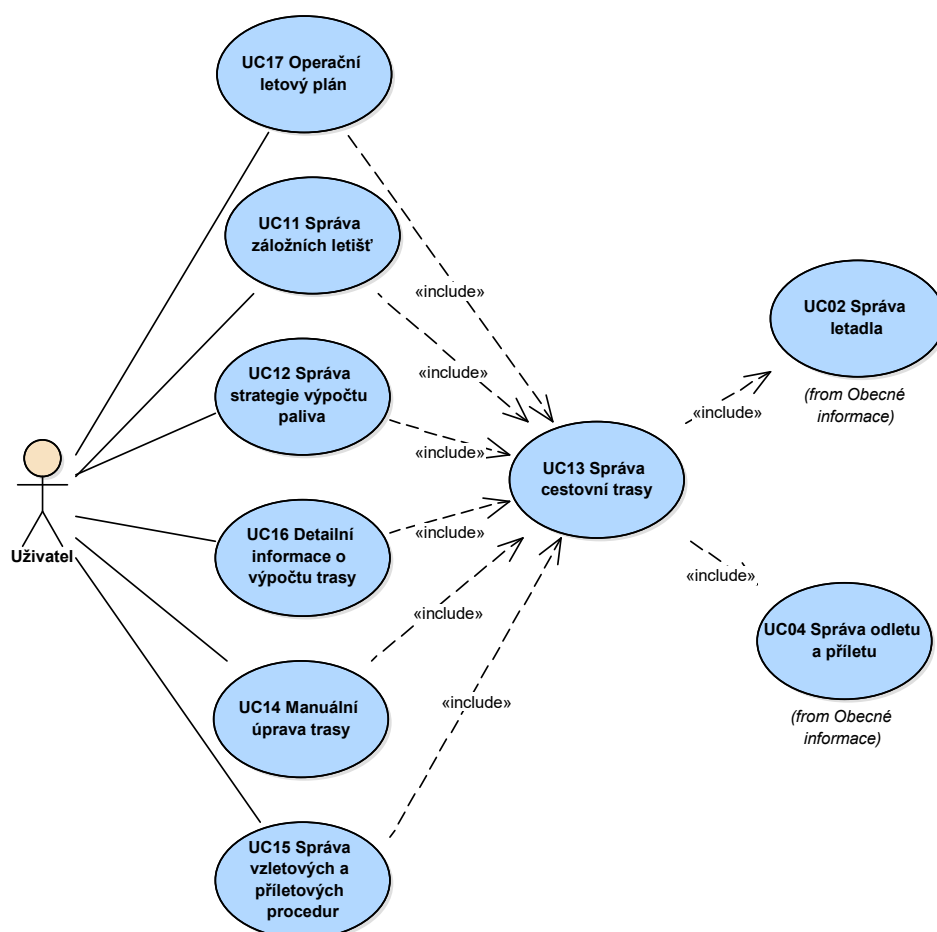 UC17 Operační
letový plán
UC11 Správa
záložních letišť
«include»
UC02 Správa
letadla
«include»
UC12 Správa
strategie výpočtu
paliva
(from Obecné
informace)
«include»
«include»
UC13 Správa
cestovní trasy
Uživatel
UC16 Detailní
informace o
výpočtu trasy
«include»
«include»
«include»
UC04 Správa odletu
a příletu
UC14 Manuální
úprava trasy
«include»
(from Obecné
informace)
UC15 Správa
vzletových a
příletových
procedur